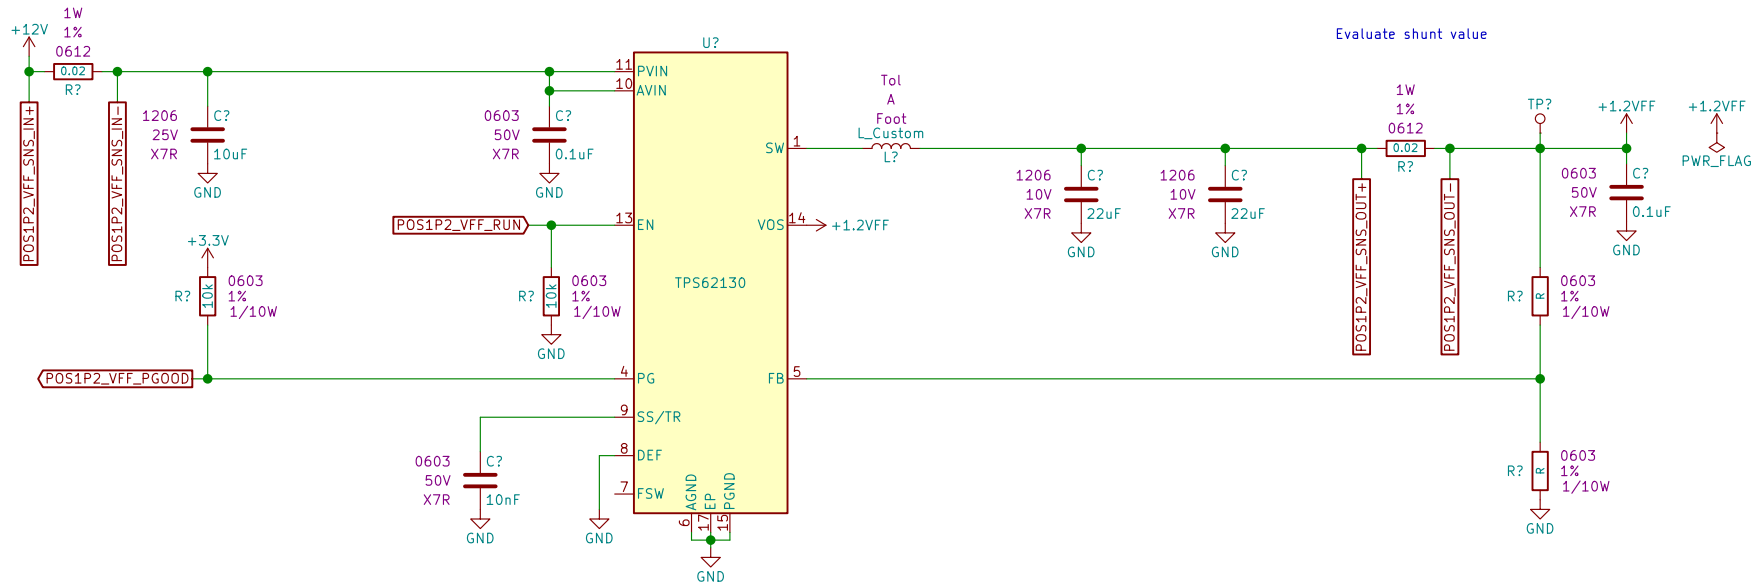 +12V
1W
1%
0612
0.02
R?
POS1P2_VFF_SNS_IN+
POS1P2_VFF_SNS_IN-
1206
25V
X7R
C?
10uF
GND
0603
50V
X7R
C?
0.1uF
GND
U?
11
PVIN
10
AVIN
SW
1
13
EN
VOS
14
+1.2VFF
TPS62130
4
PG
FB
5
9
SS/TR
8
DEF
7
FSW
AGND
EP
PGND
6
17
15
GND
POS1P2_VFF_RUN
R?
10k
0603
1%
1/10W
GND
+3.3V
R?
10k
0603
1%
1/10W
POS1P2_VFF_PGOOD
0603
50V
X7R
C?
10nF
GND
GND
Tol
A
Foot
L_Custom
L?
1206
10V
X7R
C?
22uF
GND
1206
10V
X7R
C?
22uF
GND
Evaluate shunt value
1W
1%
0612
0.02
R?
POS1P2_VFF_SNS_OUT+
POS1P2_VFF_SNS_OUT-
TP?
+1.2VFF
0603
50V
X7R
C?
0.1uF
GND
+1.2VFF
PWR_FLAG
R?
R
0603
1%
1/10W
R?
R
0603
1%
1/10W
GND